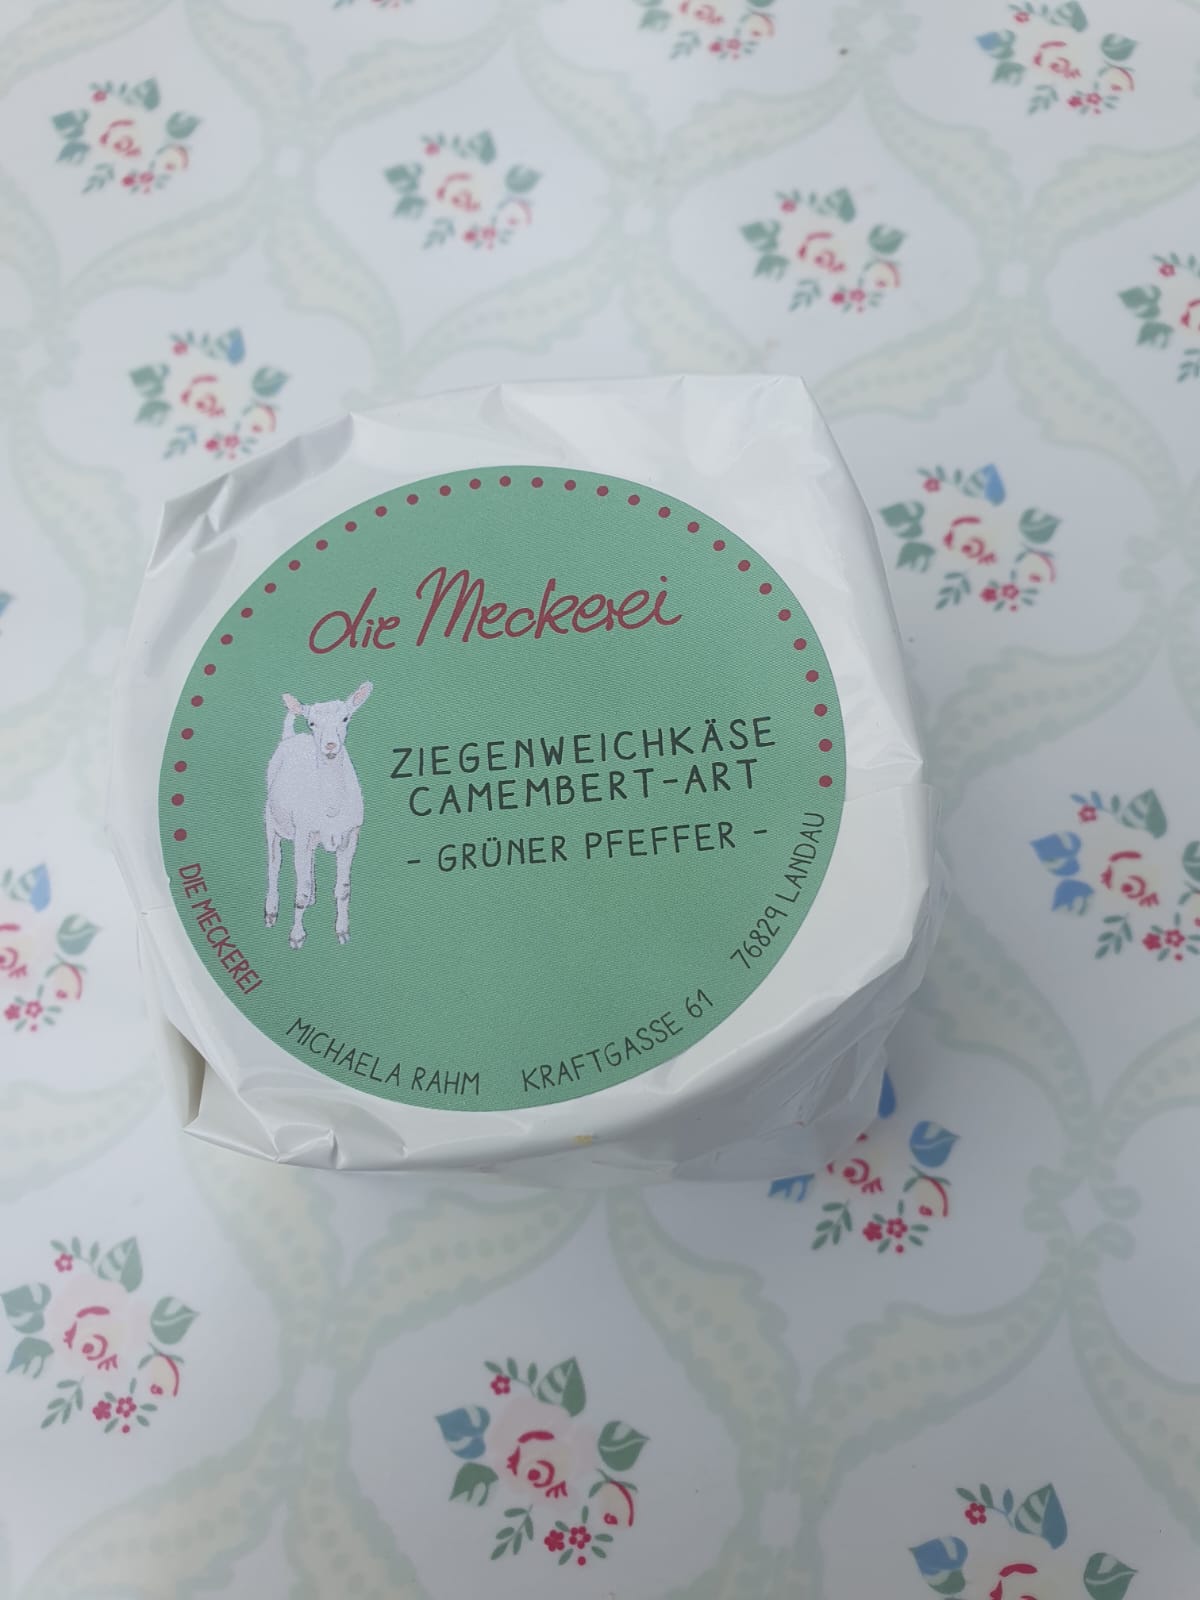 die Meckerei
ZIEGENWEICHKÄSE
CAMEMBERT-ART
- GRÜNER PFEFFER -
DIE MECKEREI
MICHAELA RAHM
KRAFTGASSE 61
76829 LANDAU